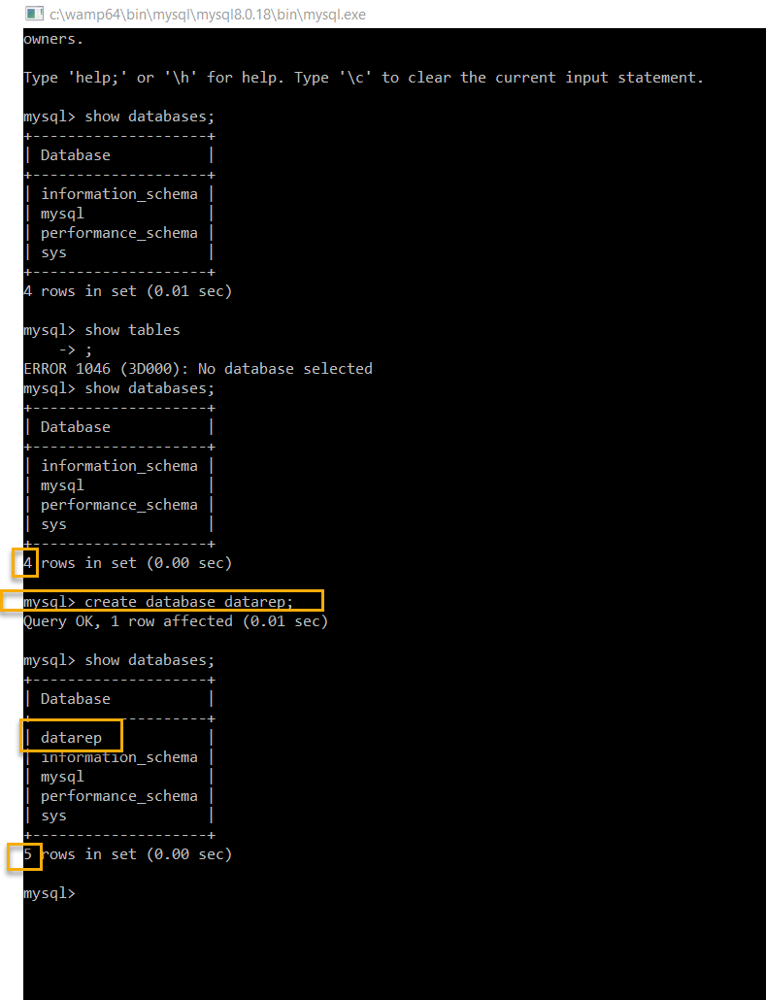 c:\wamp64\bin\mysql\mysql8.0.18\bin\mysql.exe
owners.
Type 'help;' or '\h' for help. Type '\c' to clear the current input statement.
mysql> show databases;
+--------------------+
| Database           |
+--------------------+
| information_schema |
| mysql              |
| performance_schema |
| sys                |
+--------------------+
4 rows in set (0.01 sec)
mysql> show tables
    -> ;
ERROR 1046 (3D000): No database selected
mysql> show databases;
+--------------------+
| Database           |
+--------------------+
| information_schema |
| mysql              |
| performance_schema |
| sys                |
+--------------------+
4 rows in set (0.00 sec)
mysql> create database datarep;
Query OK, 1 row affected (0.01 sec)
mysql> show databases;
+--------------------+
| Database           |
+--------------------+
| datarep            |
| information_schema |
| mysql              |
| performance_schema |
| sys                |
+--------------------+
5 rows in set (0.00 sec)
mysql>